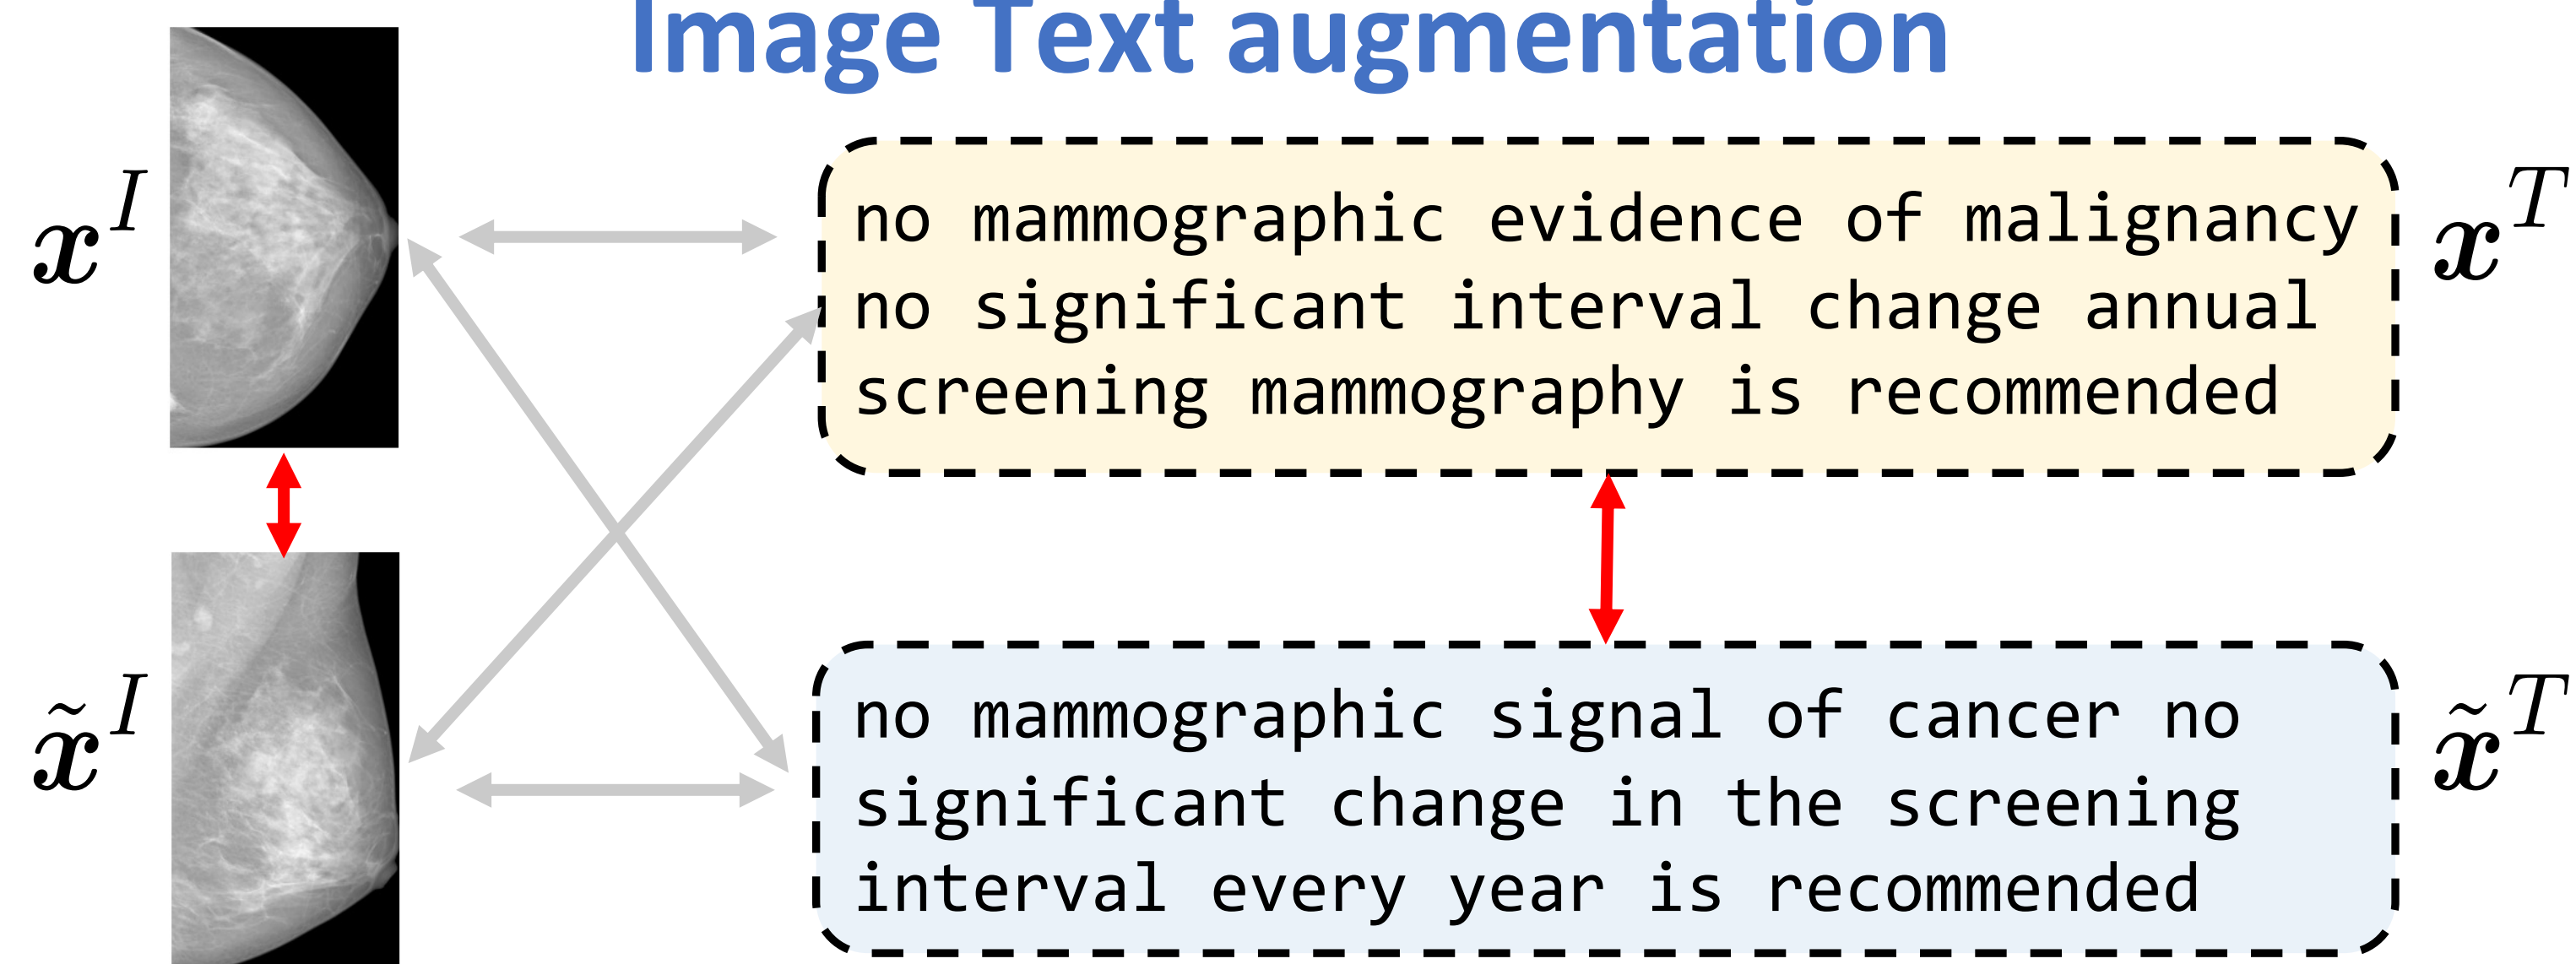 Image Text augmentation
x^I
no mammographic evidence of malignancy
no significant interval change annual
screening mammography is recommended
x^T
x̃^I
no mammographic signal of cancer no
significant change in the screening
interval every year is recommended
x̃^T